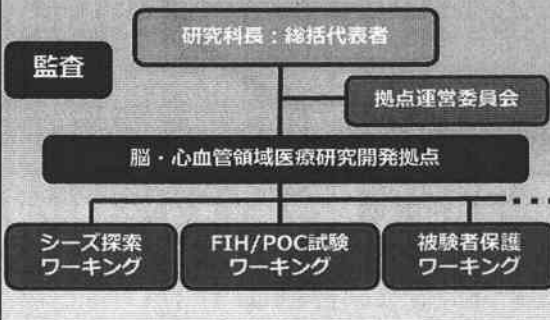 研究科長：総括代表者
監査
拠点運営委員会
脳・心血管領域医療研究開発拠点
シーズ探索
ワーキング
FIH/POC試験
ワーキング
被験者保護
ワーキング